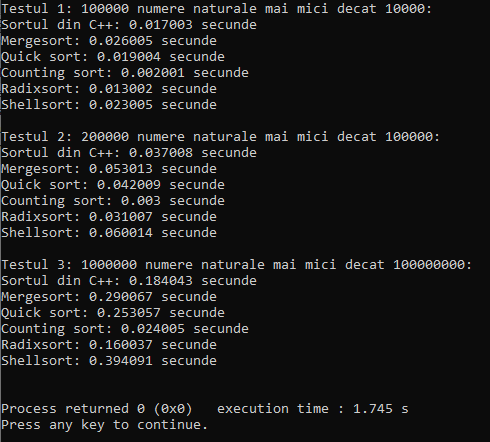 Testul 1: 100000 numere naturale mai mici decat 10000:
Sortul din C++: 0.017003 secunde
Mergesort: 0.026005 secunde
Quick sort: 0.019004 secunde
Counting sort: 0.002001 secunde
Radixsort: 0.013002 secunde
Shellsort: 0.023005 secunde
Testul 2: 200000 numere naturale mai mici decat 100000:
Sortul din C++: 0.037008 secunde
Mergesort: 0.053013 secunde
Quick sort: 0.042009 secunde
Counting sort: 0.003 secunde
Radixsort: 0.031007 secunde
Shellsort: 0.060014 secunde
Testul 3: 1000000 numere naturale mai mici decat 100000000:
Sortul din C++: 0.184043 secunde
Mergesort: 0.290067 secunde
Quick sort: 0.253057 secunde
Counting sort: 0.024005 secunde
Radixsort: 0.160037 secunde
Shellsort: 0.394091 secunde
Process returned 0 (0x0)   execution time : 1.745 s
Press any key to continue.